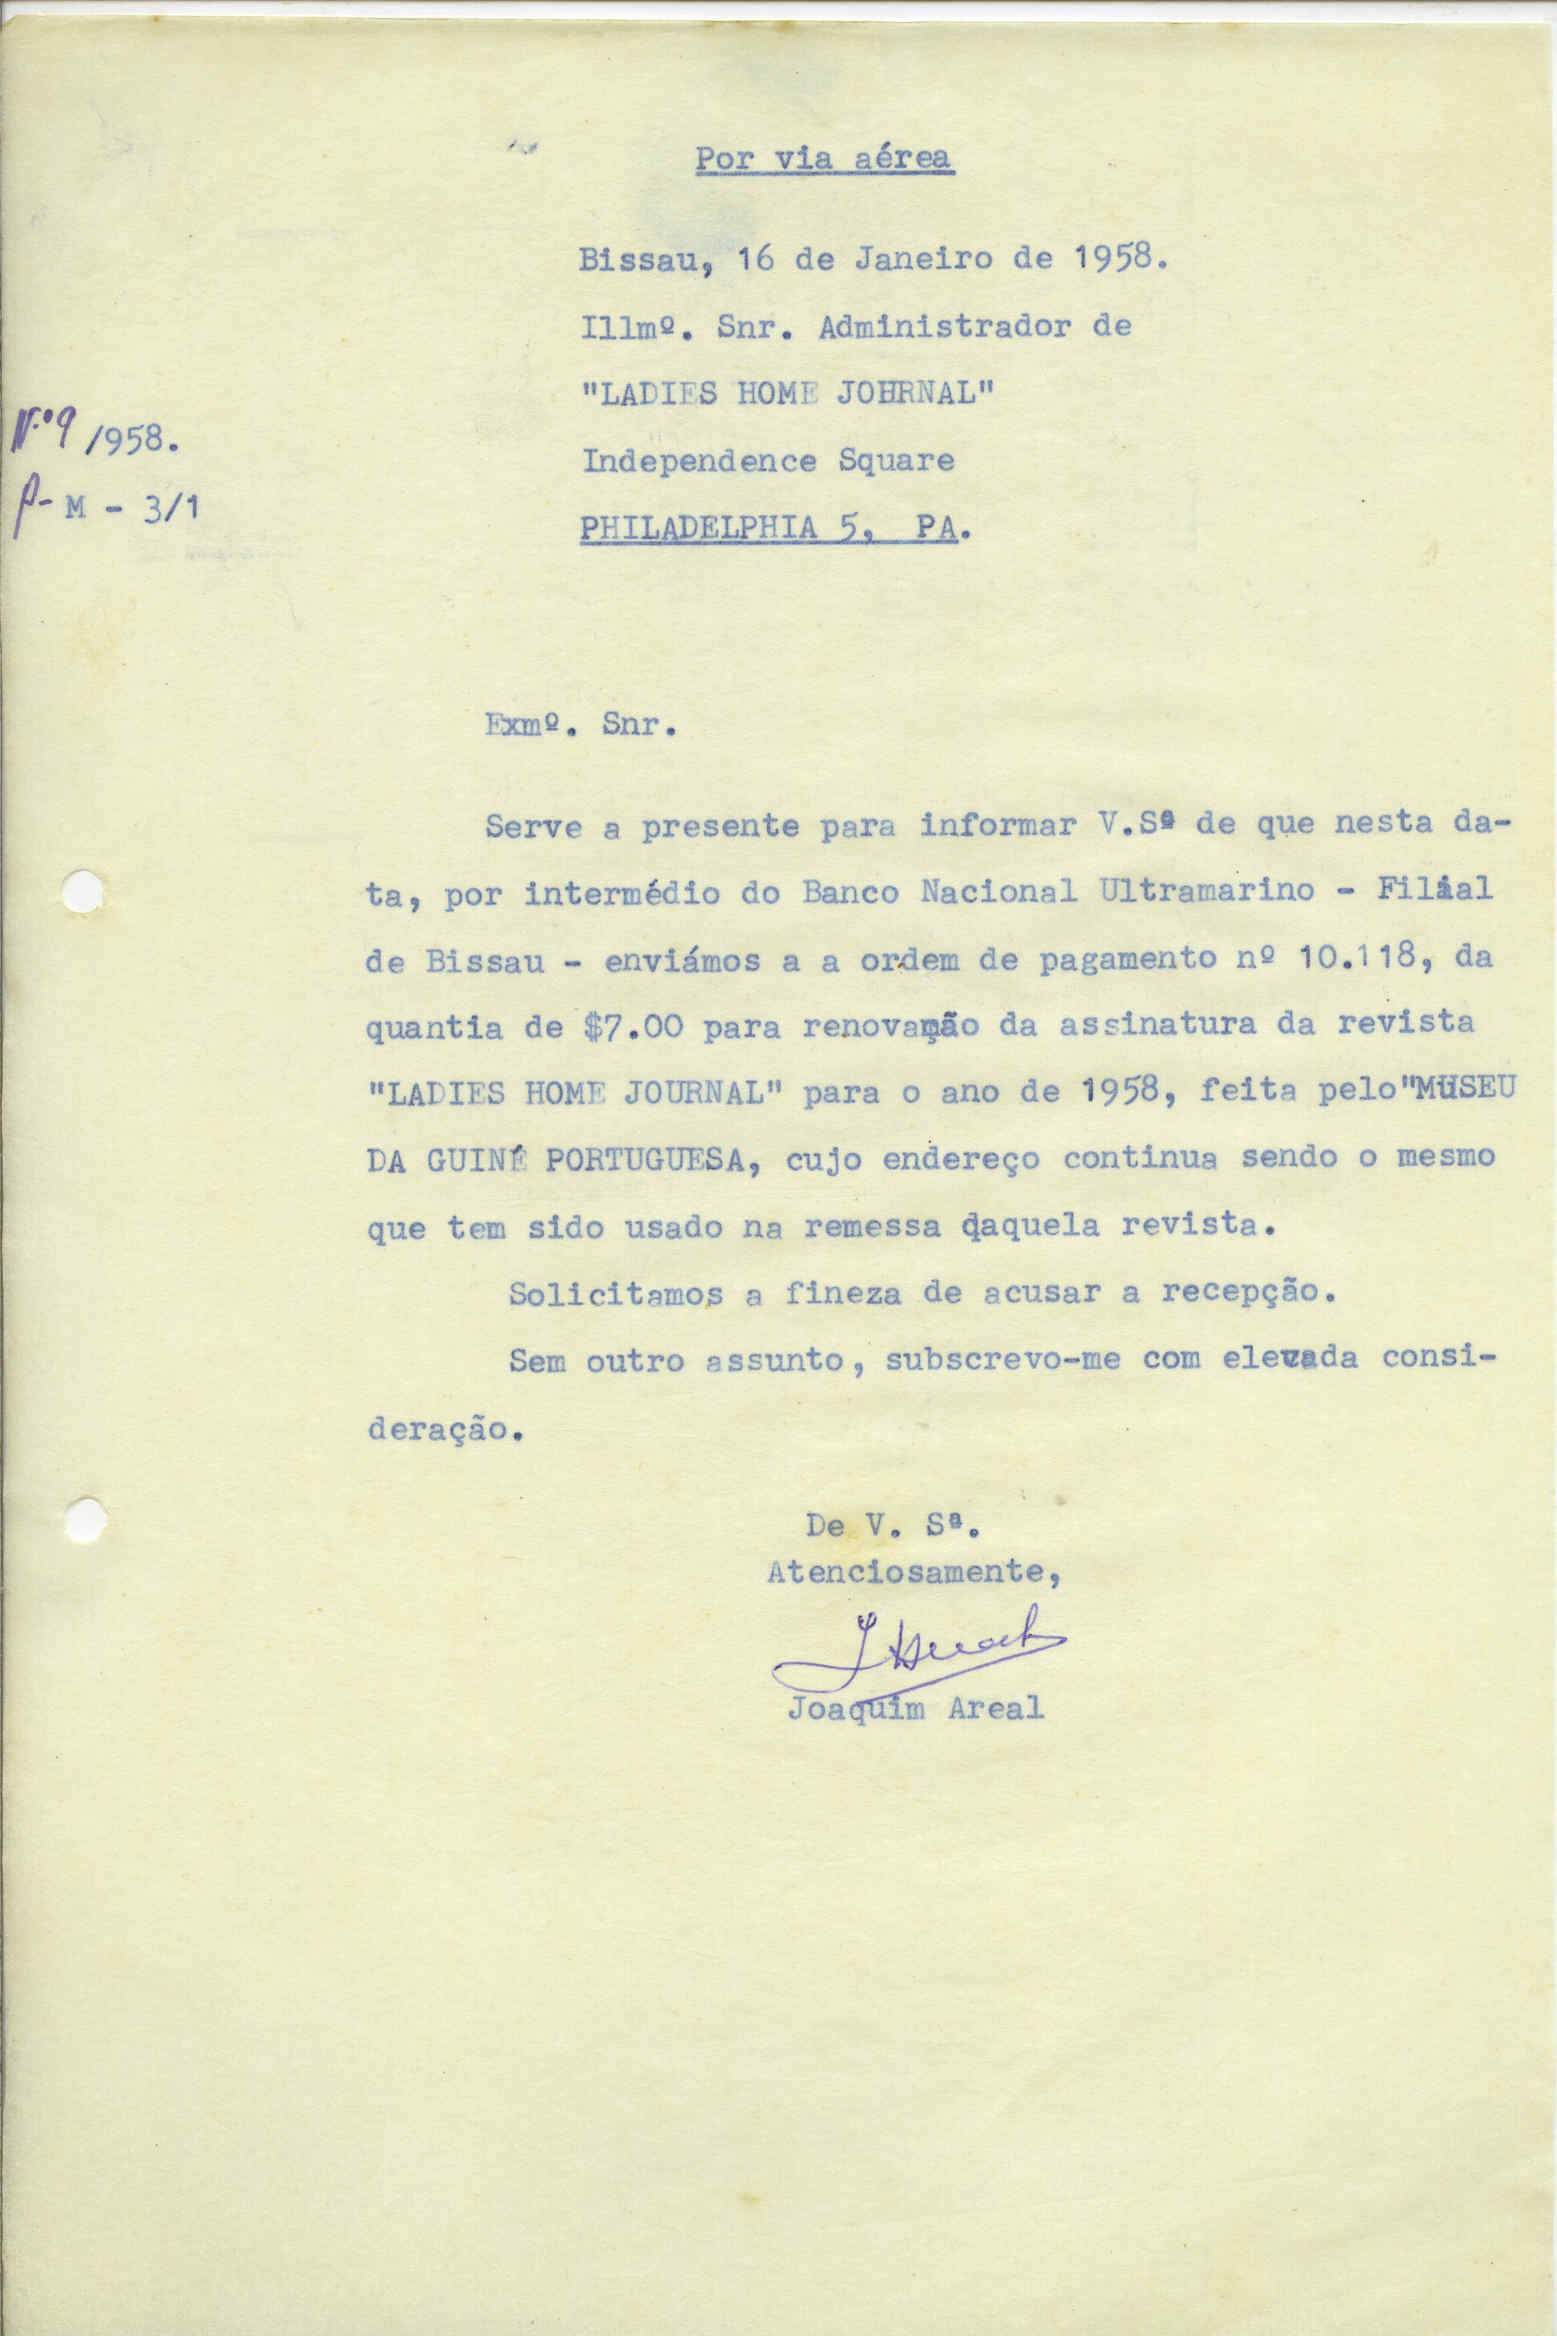 Por via aérea
Bissau, 16 de Janeiro de 1958.
Illmº. Snr. Administrador de
"LADIES HOME JOURNAL"
Nº 9 /958.
Independence Square
P- M - 3/1
PHILADELPHIA 5, PA.
Exmº. Snr.
Serve a presente para informar V.Sª de que nesta da-
ta, por intermédio do Banco Nacional Ultramarino - Filial
de Bissau - enviámos a a ordem de pagamento nº 10.118, da
quantia de $7.00 para renovação da assinatura da revista
"LADIES HOME JOURNAL" para o ano de 1958, feita pelo"MUSEU
DA GUINÉ PORTUGUESA, cujo endereço continua sendo o mesmo
que tem sido usado na remessa daquela revista.
Solicitamos a fineza de acusar a recepção.
Sem outro assunto, subscrevo-me com elevada consi-
deração.
De V. Sª.
Atenciosamente,
Joaquim Areal